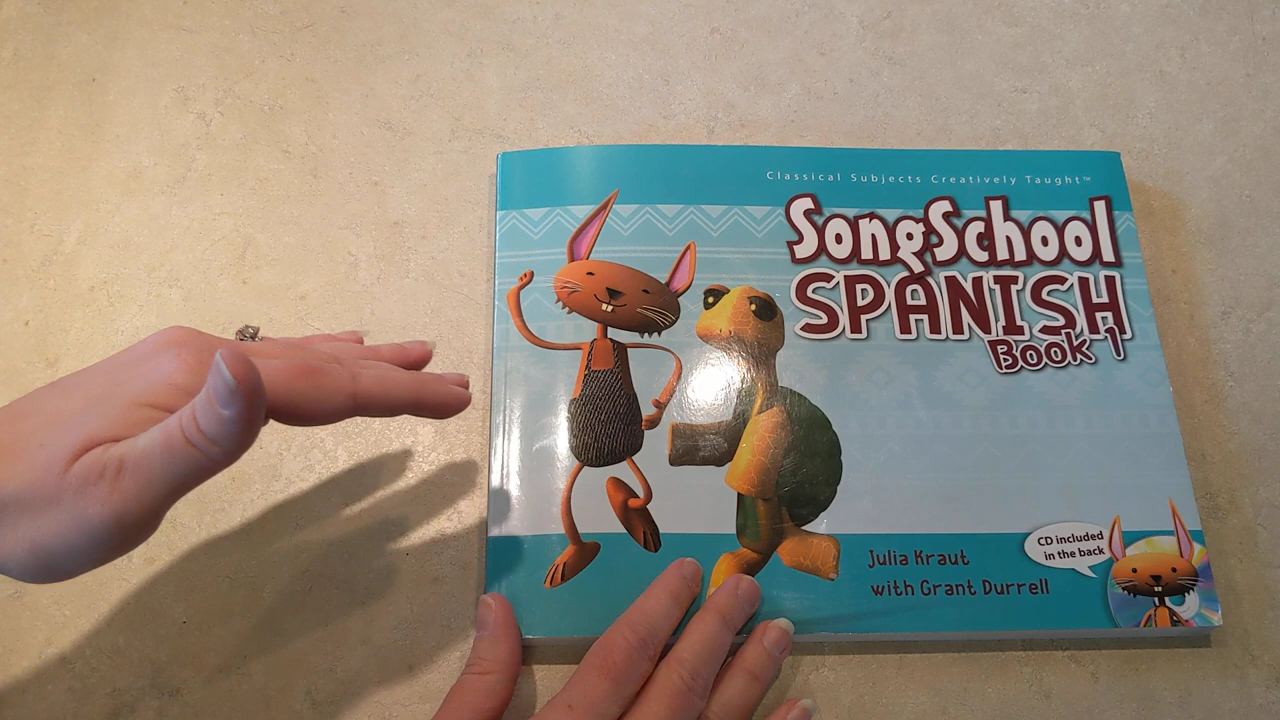 Classical Subjects Creatively Taught™
SongSchool
SPANISH
Book 1
CD included
in the back
Julia Kraut
with Grant Durrell